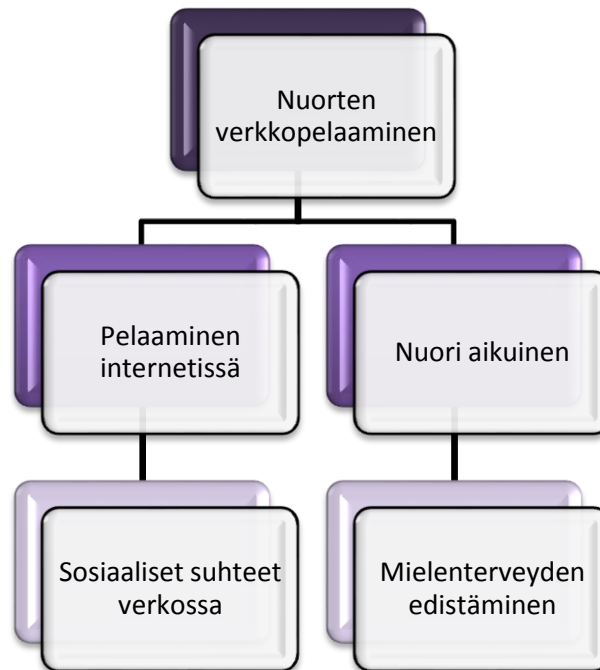 Nuorten
verkkopelaaminen
Pelaaminen
internetissä
Nuori aikuinen
Sosiaaliset suhteet
verkossa
Mielenterveyden
edistäminen